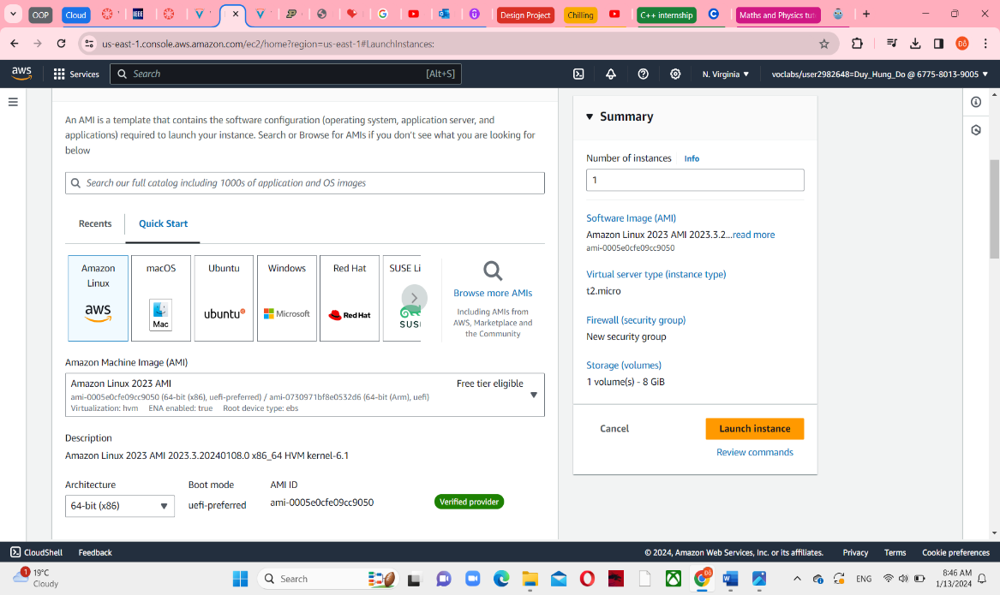 OOP
Cloud
IEEE
Design Project
Chilling
C++ internship
Maths and Physics tut
us-east-1.console.aws.amazon.com/ec2/home?region=us-east-1#LaunchInstances:
Đỗ
aws
Services
Search
[Alt+S]
N. Virginia
voclabs/user2982648=Duy_Hung_Do @ 6775-8013-9005
An AMI is a template that contains the software configuration (operating system, application server, and
applications) required to launch your instance. Search or Browse for AMIs if you don't see what you are looking for
below
Search our full catalog including 1000s of application and OS images
Recents
Quick Start
Amazon
Linux
aws
macOS
Mac
Ubuntu
ubuntu
Windows
Microsoft
Red Hat
Red Hat
SUSE Li
SUS
Browse more AMIs
Including AMIs from
AWS, Marketplace and
the Community
Amazon Machine Image (AMI)
Amazon Linux 2023 AMI
Free tier eligible
ami-0005e0cfe09cc9050 (64-bit (x86), uefi-preferred) / ami-0730971bf8e0532d6 (64-bit (Arm), uefi)
Virtualization: hvm ENA enabled: true Root device type: ebs
Description
Amazon Linux 2023 AMI 2023.3.20240108.0 x86_64 HVM kernel-6.1
Architecture
Boot mode
AMI ID
64-bit (x86)
uefi-preferred
ami-0005e0cfe09cc9050
Verified provider
Summary
Number of instances
Info
1
Software Image (AMI)
Amazon Linux 2023 AMI 2023.3.2...read more
ami-0005e0cfe09cc9050
Virtual server type (instance type)
t2.micro
Firewall (security group)
New security group
Storage (volumes)
1 volume(s) - 8 GiB
Cancel
Launch instance
Review commands
CloudShell
Feedback
© 2024, Amazon Web Services, Inc. or its affiliates.
Privacy
Terms
Cookie preferences
1
19°C
Cloudy
Search
ENG
8:46 AM
1/13/2024